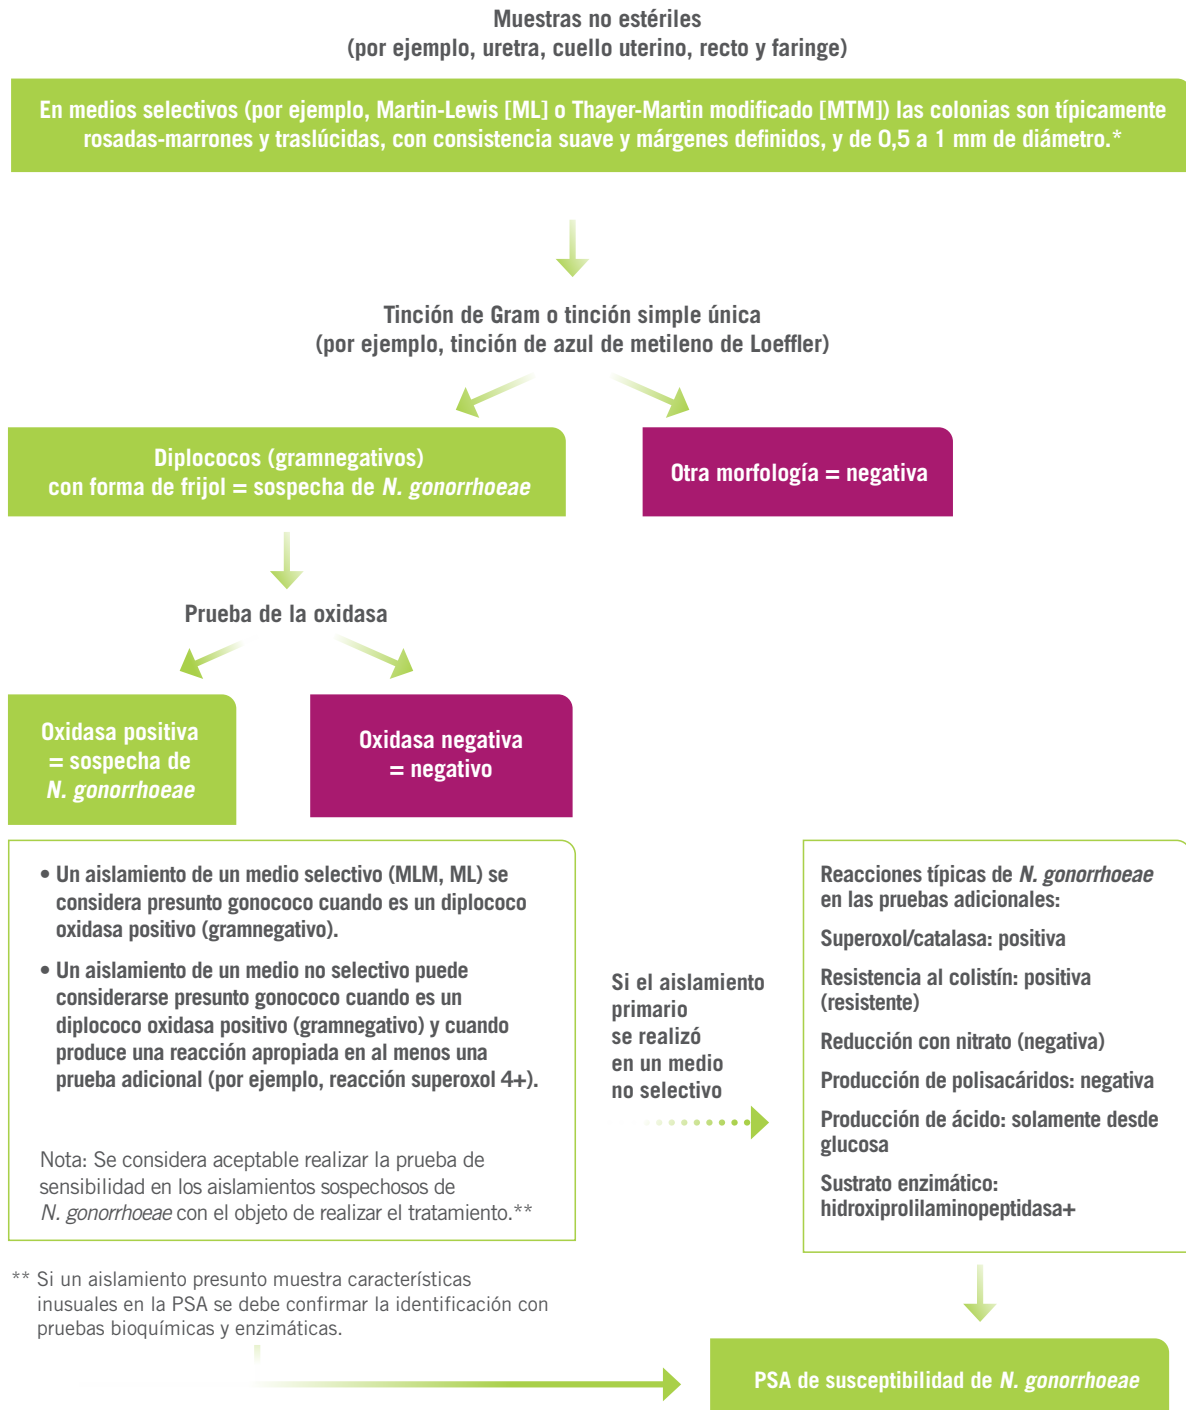 Muestras no estériles
(por ejemplo, uretra, cuello uterino, recto y faringe)
En medios selectivos (por ejemplo, Martin-Lewis [ML] o Thayer-Martin modificado [MTM]) las colonias son típicamente
rosadas-marrones y traslúcidas, con consistencia suave y márgenes definidos, y de 0,5 a 1 mm de diámetro.*
Tinción de Gram o tinción simple única
(por ejemplo, tinción de azul de metileno de Loeffler)
Diplococos (gramnegativos)
con forma de frijol = sospecha de N. gonorrhoeae
Otra morfología = negativa
Prueba de la oxidasa
Oxidasa positiva
= sospecha de
N. gonorrhoeae
Oxidasa negativa
= negativo
• Un aislamiento de un medio selectivo (MLM, ML) se
considera presunto gonococo cuando es un diplococo
oxidasa positivo (gramnegativo).
• Un aislamiento de un medio no selectivo puede
considerarse presunto gonococo cuando es un
diplococo oxidasa positivo (gramnegativo) y cuando
produce una reacción apropiada en al menos una
prueba adicional (por ejemplo, reacción superoxol 4+).
Nota: Se considera aceptable realizar la prueba de
sensibilidad en los aislamientos sospechosos de
N. gonorrhoeae con el objeto de realizar el tratamiento.**
Si el aislamiento
primario
se realizó
en un medio
no selectivo
Reacciones típicas de N. gonorrhoeae
en las pruebas adicionales:
Superoxol/catalasa: positiva
Resistencia al colistín: positiva
(resistente)
Reducción con nitrato (negativa)
Producción de polisacáridos: negativa
Producción de ácido: solamente desde
glucosa
Sustrato enzimático:
hidroxiprolilaminopeptidasa+
** Si un aislamiento presunto muestra características
inusuales en la PSA se debe confirmar la identificación con
pruebas bioquímicas y enzimáticas.
PSA de susceptibilidad de N. gonorrhoeae